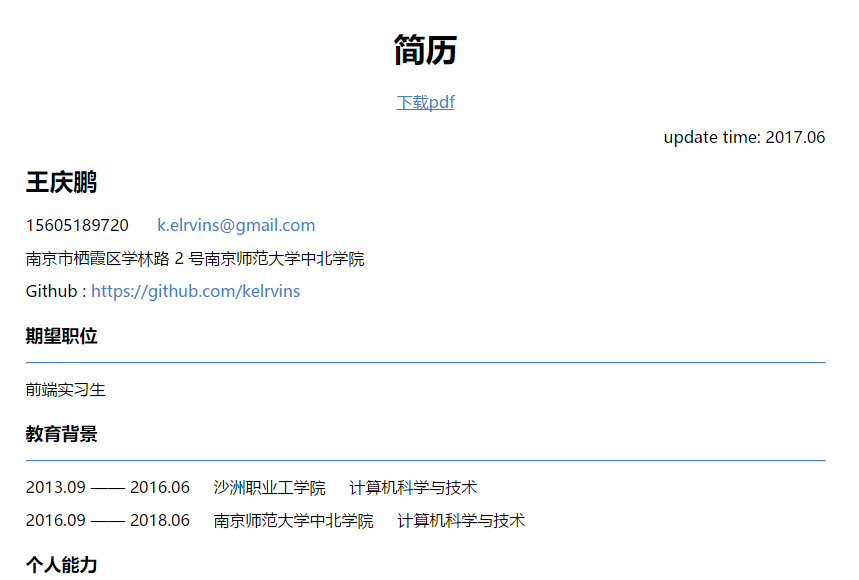 简历
下载pdf
update time: 2017.06
王庆鹏
15605189720 k.elrvins@gmail.com
南京市栖霞区学林路 2 号南京师范大学中北学院
Github : https://github.com/kelrvins
期望职位
前端实习生
教育背景
2013.09 —— 2016.06 沙洲职业工学院 计算机科学与技术
2016.09 —— 2018.06 南京师范大学中北学院 计算机科学与技术
个人能力